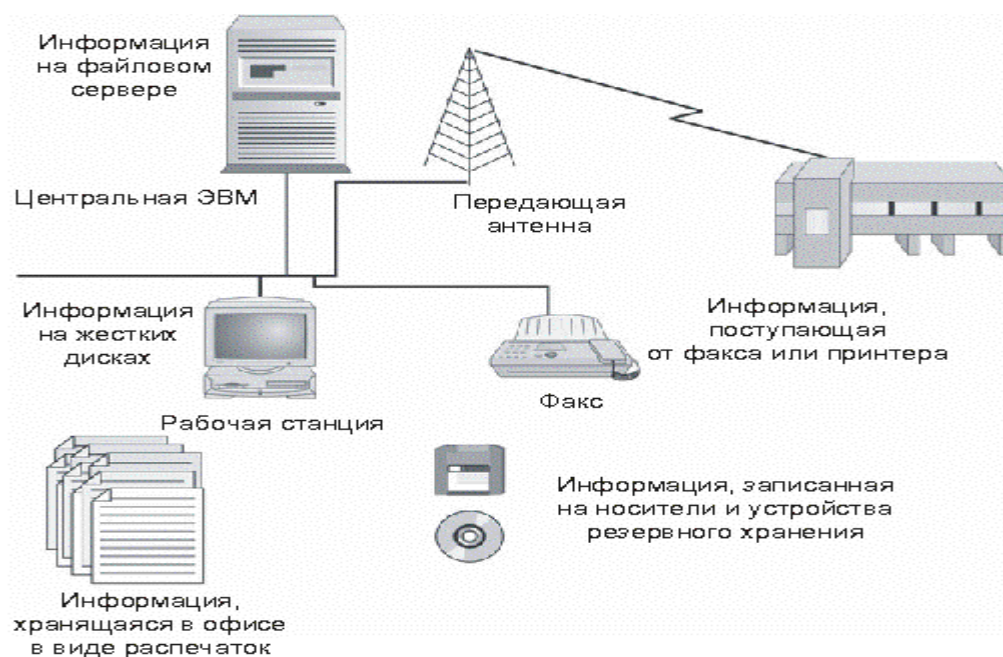 Информация
на файловом
сервере
Центральная ЭВМ
Передающая
антенна
Информация
на жестких
дисках
Рабочая станция
Факс
Информация,
поступающая
от факса или принтера
Информация,
хранящаяся в офисе
в виде распечаток
Информация, записанная
на носители и устройства
резервного хранения